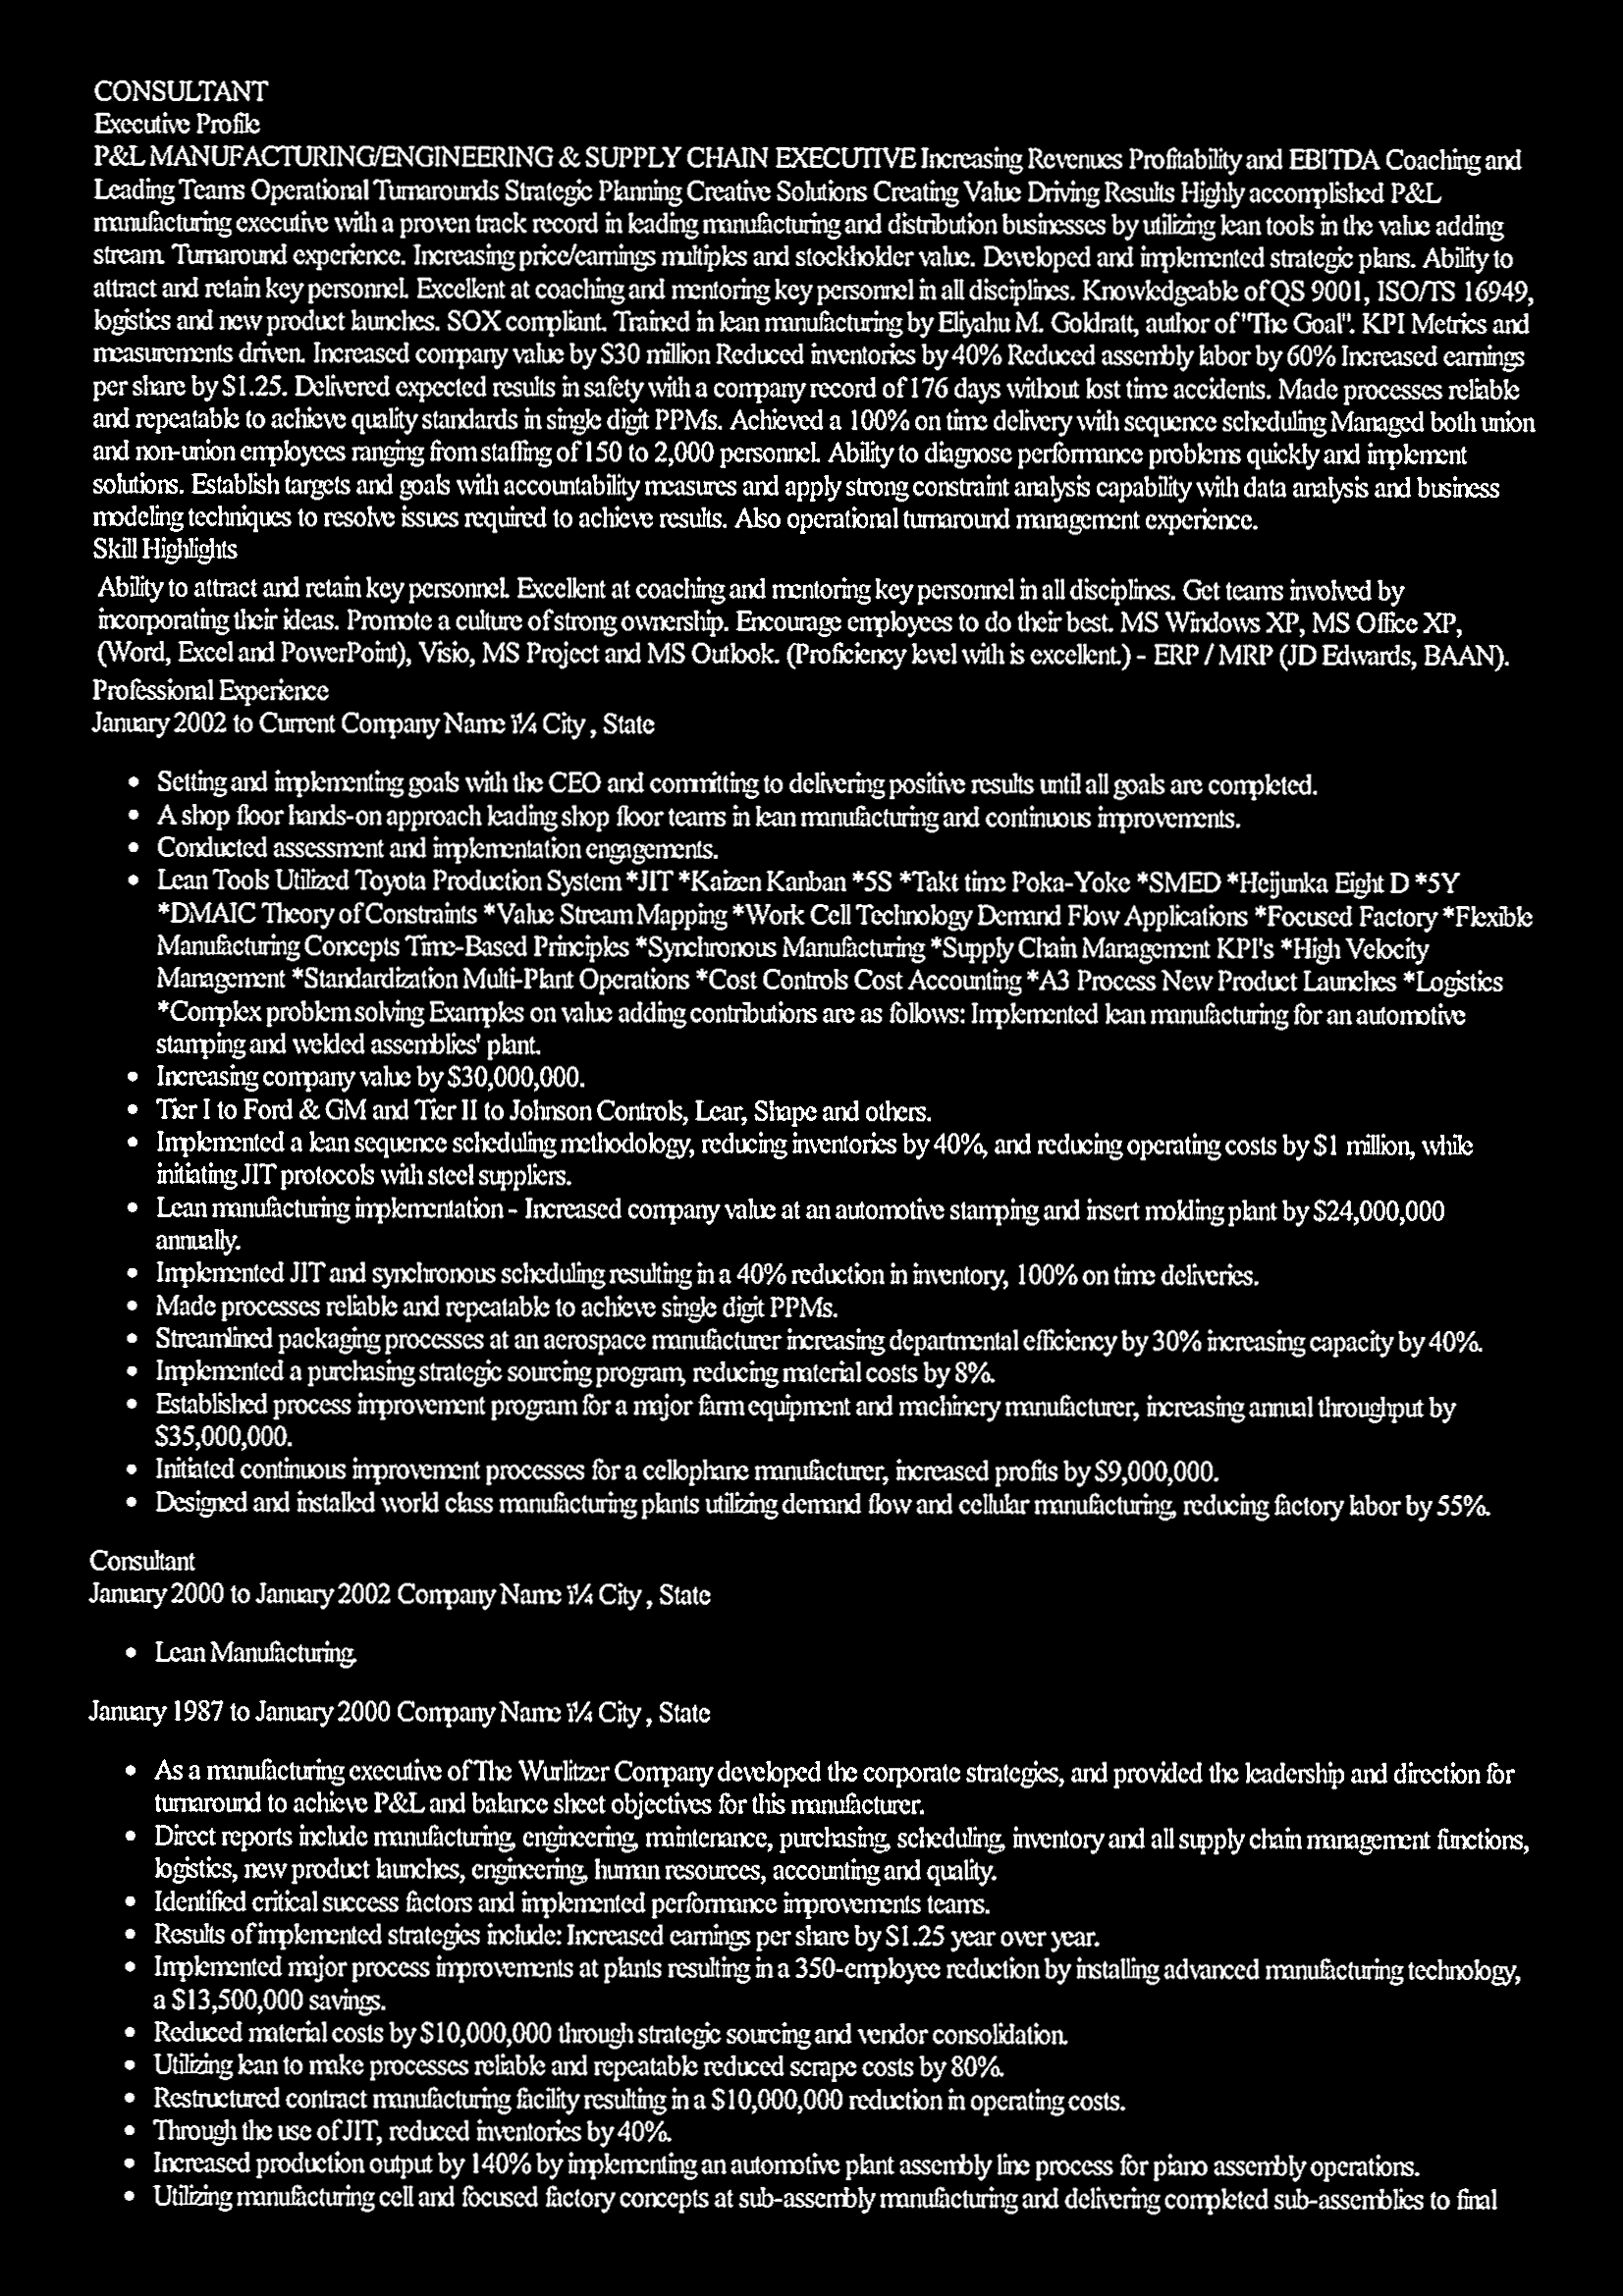 CONSULTANT
Executive Profile
P&L MANUFACTURING/ENGINEERING & SUPPLY CHAIN EXECUTIVE Increasing Revenues Profitability and EBITDA Coaching and
Leading Teams Operational Turnarounds Strategic Planning Creative Solutions Creating Value Driving Results Highly accomplished P&L
manufacturing executive with a proven track record in leading manufacturing and distribution businesses by utilizing lean tools in the value adding
stream. Turnaround experience. Increasing price/earnings multiples and stockholder value. Developed and implemented strategic plans. Ability to
attract and retain key personnel. Excellent at coaching and mentoring key personnel in all disciplines. Knowledgeable of QS 9001, ISO/TS 16949,
logistics and new product launches. SOX compliant. Trained in lean manufacturing by Eliyahu M. Goldratt, author of "The Goal". KPI Metrics and
measurements driven. Increased company value by $30 million Reduced inventories by 40% Reduced assembly labor by 60% Increased earnings
per share by $1.25. Delivered expected results in safety with a company record of 176 days without lost time accidents. Made processes reliable
and repeatable to achieve quality standards in single digit PPMs. Achieved a 100% on time delivery with sequence scheduling Managed both union
and non-union employees ranging from staffing of 150 to 2,000 personnel. Ability to diagnose performance problems quickly and implement
solutions. Establish targets and goals with accountability measures and apply strong constraint analysis capability with data analysis and business
modeling techniques to resolve issues required to achieve results. Also operational turnaround management experience.
Skill Highlights
Ability to attract and retain key personnel. Excellent at coaching and mentoring key personnel in all disciplines. Get teams involved by
incorporating their ideas. Promote a culture of strong ownership. Encourage employees to do their best. MS Windows XP, MS Office XP,
(Word, Excel and PowerPoint), Visio, MS Project and MS Outlook. (Proficiency level with is excellent.) - ERP / MRP (JD Edwards, BAAN).
Professional Experience
January 2002 to Current Company Name ï¼ City , State
• Setting and implementing goals with the CEO and committing to delivering positive results until all goals are completed.
• A shop floor hands-on approach leading shop floor teams in lean manufacturing and continuous improvements.
• Conducted assessment and implementation engagements.
• Lean Tools Utilized Toyota Production System *JIT *Kaizen Kanban *5S *Takt time Poka-Yoke *SMED *Heijunka Eight D *5Y
*DMAIC Theory of Constraints *Value Stream Mapping *Work Cell Technology Demand Flow Applications *Focused Factory *Flexible
Manufacturing Concepts Time-Based Principles *Synchronous Manufacturing *Supply Chain Management KPI's *High Velocity
Management *Standardization Multi-Plant Operations *Cost Controls Cost Accounting *A3 Process New Product Launches *Logistics
*Complex problem solving Examples on value adding contributions are as follows: Implemented lean manufacturing for an automotive
stamping and welded assemblies' plant.
• Increasing company value by $30,000,000.
• Tier I to Ford & GM and Tier II to Johnson Controls, Lear, Shape and others.
• Implemented a lean sequence scheduling methodology, reducing inventories by 40%, and reducing operating costs by $1 million, while
initiating JIT protocols with steel suppliers.
• Lean manufacturing implementation - Increased company value at an automotive stamping and insert molding plant by $24,000,000
annually.
• Implemented JIT and synchronous scheduling resulting in a 40% reduction in inventory, 100% on time deliveries.
• Made processes reliable and repeatable to achieve single digit PPMs.
• Streamlined packaging processes at an aerospace manufacturer increasing departmental efficiency by 30% increasing capacity by 40%.
• Implemented a purchasing strategic sourcing program, reducing material costs by 8%.
• Established process improvement program for a major farm equipment and machinery manufacturer, increasing annual throughput by
$35,000,000.
• Initiated continuous improvement processes for a cellophane manufacturer, increased profits by $9,000,000.
• Designed and installed world class manufacturing plants utilizing demand flow and cellular manufacturing, reducing factory labor by 55%.
Consultant
January 2000 to January 2002 Company Name ï¼ City , State
• Lean Manufacturing.
January 1987 to January 2000 Company Name ï¼ City , State
• As a manufacturing executive of The Wurlitzer Company developed the corporate strategies, and provided the leadership and direction for
turnaround to achieve P&L and balance sheet objectives for this manufacturer.
• Direct reports include manufacturing, engineering, maintenance, purchasing, scheduling, inventory and all supply chain management functions,
logistics, new product launches, engineering, human resources, accounting and quality.
• Identified critical success factors and implemented performance improvements teams.
• Results of implemented strategies include: Increased earnings per share by $1.25 year over year.
• Implemented major process improvements at plants resulting in a 350-employee reduction by installing advanced manufacturing technology,
a $13,500,000 savings.
• Reduced material costs by $10,000,000 through strategic sourcing and vendor consolidation.
• Utilizing lean to make processes reliable and repeatable reduced scrape costs by 80%.
• Restructured contract manufacturing facility resulting in a $10,000,000 reduction in operating costs.
• Through the use of JIT, reduced inventories by 40%.
• Increased production output by 140% by implementing an automotive plant assembly line process for piano assembly operations.
• Utilizing manufacturing cell and focused factory concepts at sub-assembly manufacturing and delivering completed sub-assemblies to final